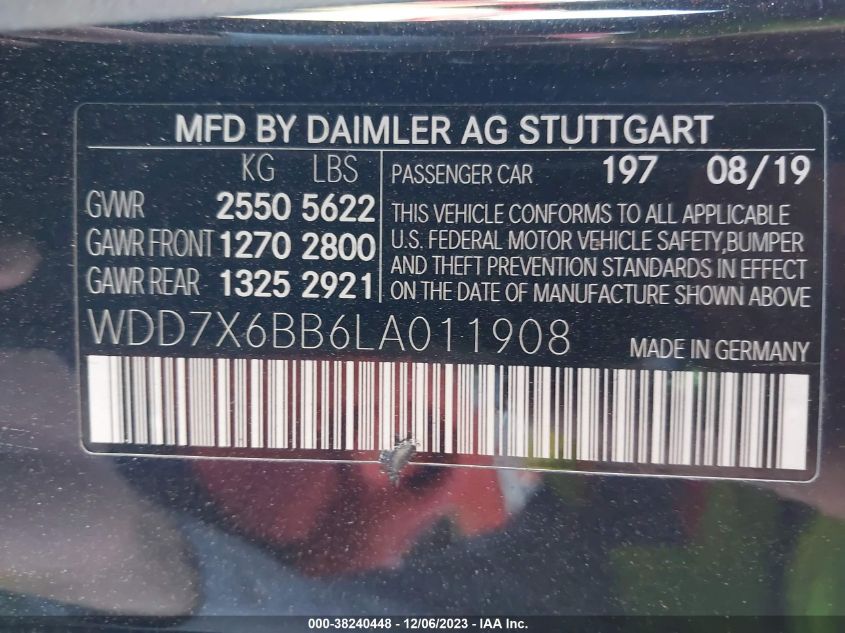 MFD BY DAIMLER AG STUTTGART
KG LBS
PASSENGER CAR 197 08/19
GVWR 2550 5622
GAWR FRONT 1270 2800
GAWR REAR 1325 2921
THIS VEHICLE CONFORMS TO ALL APPLICABLE
U.S. FEDERAL MOTOR VEHICLE SAFETY,BUMPER
AND THEFT PREVENTION STANDARDS IN EFFECT
ON THE DATE OF MANUFACTURE SHOWN ABOVE
WDD7X6BB6LA011908 MADE IN GERMANY
000-38240448 - 12/06/2023 - IAA Inc.